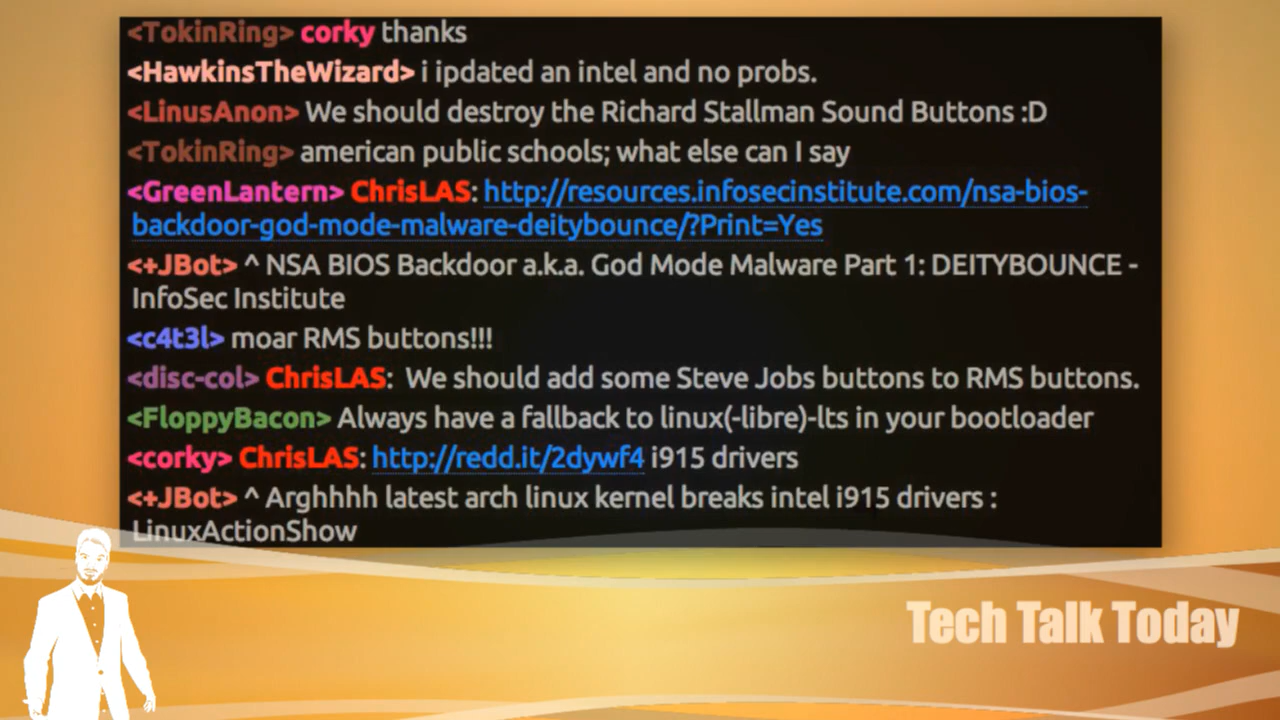 <TokinRing> corky thanks
<HawkinsTheWizard> i ipdated an intel and no probs.
<LinusAnon> We should destroy the Richard Stallman Sound Buttons :D
<TokinRing> american public schools; what else can I say
<GreenLantern> ChrisLAS: http://resources.infosecinstitute.com/nsa-bios-
backdoor-god-mode-malware-deitybounce/?Print=Yes
<+JBot> ^ NSA BIOS Backdoor a.k.a. God Mode Malware Part 1: DEITYBOUNCE -
InfoSec Institute
<c4t3l> moar RMS buttons!!!
<disc-col> ChrisLAS:  We should add some Steve Jobs buttons to RMS buttons.
<FloppyBacon> Always have a fallback to linux(-libre)-lts in your bootloader
<corky> ChrisLAS: http://redd.it/2dywf4 i915 drivers
<+JBot> ^ Arghhhh latest arch linux kernel breaks intel i915 drivers :
LinuxActionShow
Tech Talk Today